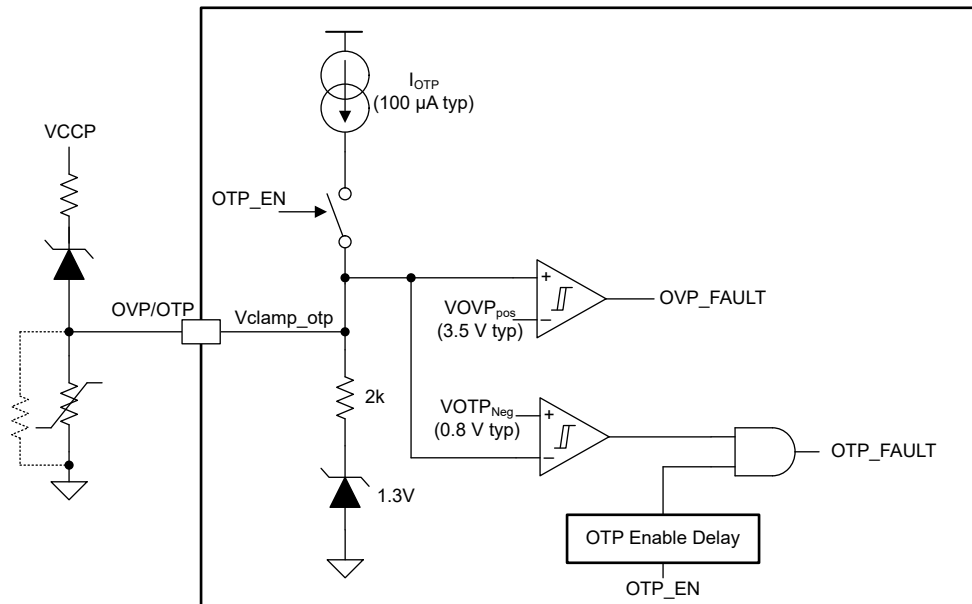 I_OTP
(100 µA typ)
VCCP
OTP_EN
+
OVP/OTP
Vclamp_otp
VOVP_pos
(3.5 V typ)
−
OVP_FAULT
2k
VOTP_Neg
(0.8 V typ)
+
−
OTP_FAULT
1.3V
OTP Enable Delay
OTP_EN